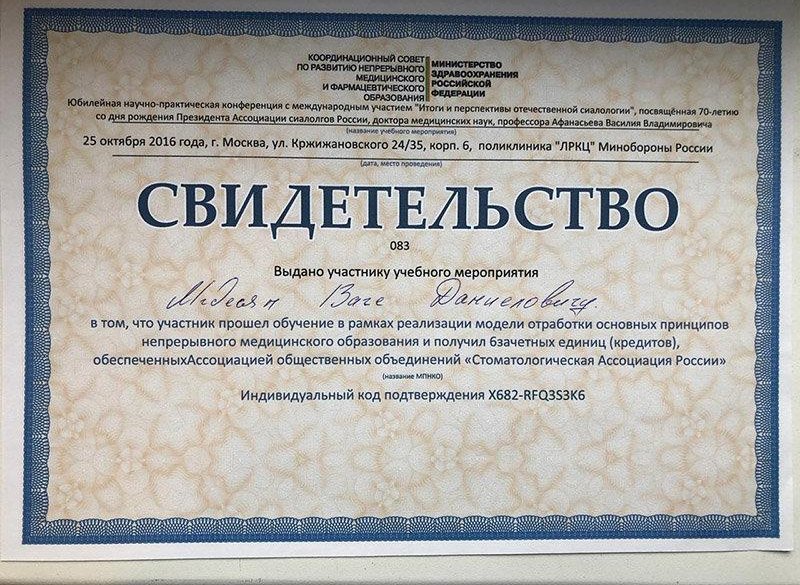 КООРДИНАЦИОННЫЙ СОВЕТ
ПО РАЗВИТИЮ НЕПРЕРЫВНОГО
МЕДИЦИНСКОГО
И ФАРМАЦЕВТИЧЕСКОГО
ОБРАЗОВАНИЯ
МИНИСТЕРСТВО
ЗДРАВООХРАНЕНИЯ
РОССИЙСКОЙ
ФЕДЕРАЦИИ
Юбилейная научно-практическая конференция с международным участием "Итоги и перспективы отечественной сиалологии", посвящённая 70-летию
со дня рождения Президента Ассоциации сиалолгов России, доктора медицинских наук, профессора Афанасьева Василия Владимировича
(название учебного мероприятия)
25 октября 2016 года, г. Москва, ул. Кржижановского 24/35, корп. 6, поликлиника "ЛРКЦ" Минобороны России
(дата, место проведения)
СВИДЕТЕЛЬСТВО
083
Выдано участнику учебного мероприятия
Ваге Даниеловичу
в том, что участник прошел обучение в рамках реализации модели отработки основных принципов
непрерывного медицинского образования и получил 6зачетных единиц (кредитов),
обеспеченныхАссоциацией общественных объединений «Стоматологическая Ассоциация России»
(название МПНКО)
Индивидуальный код подтверждения X682-RFQ3S3K6